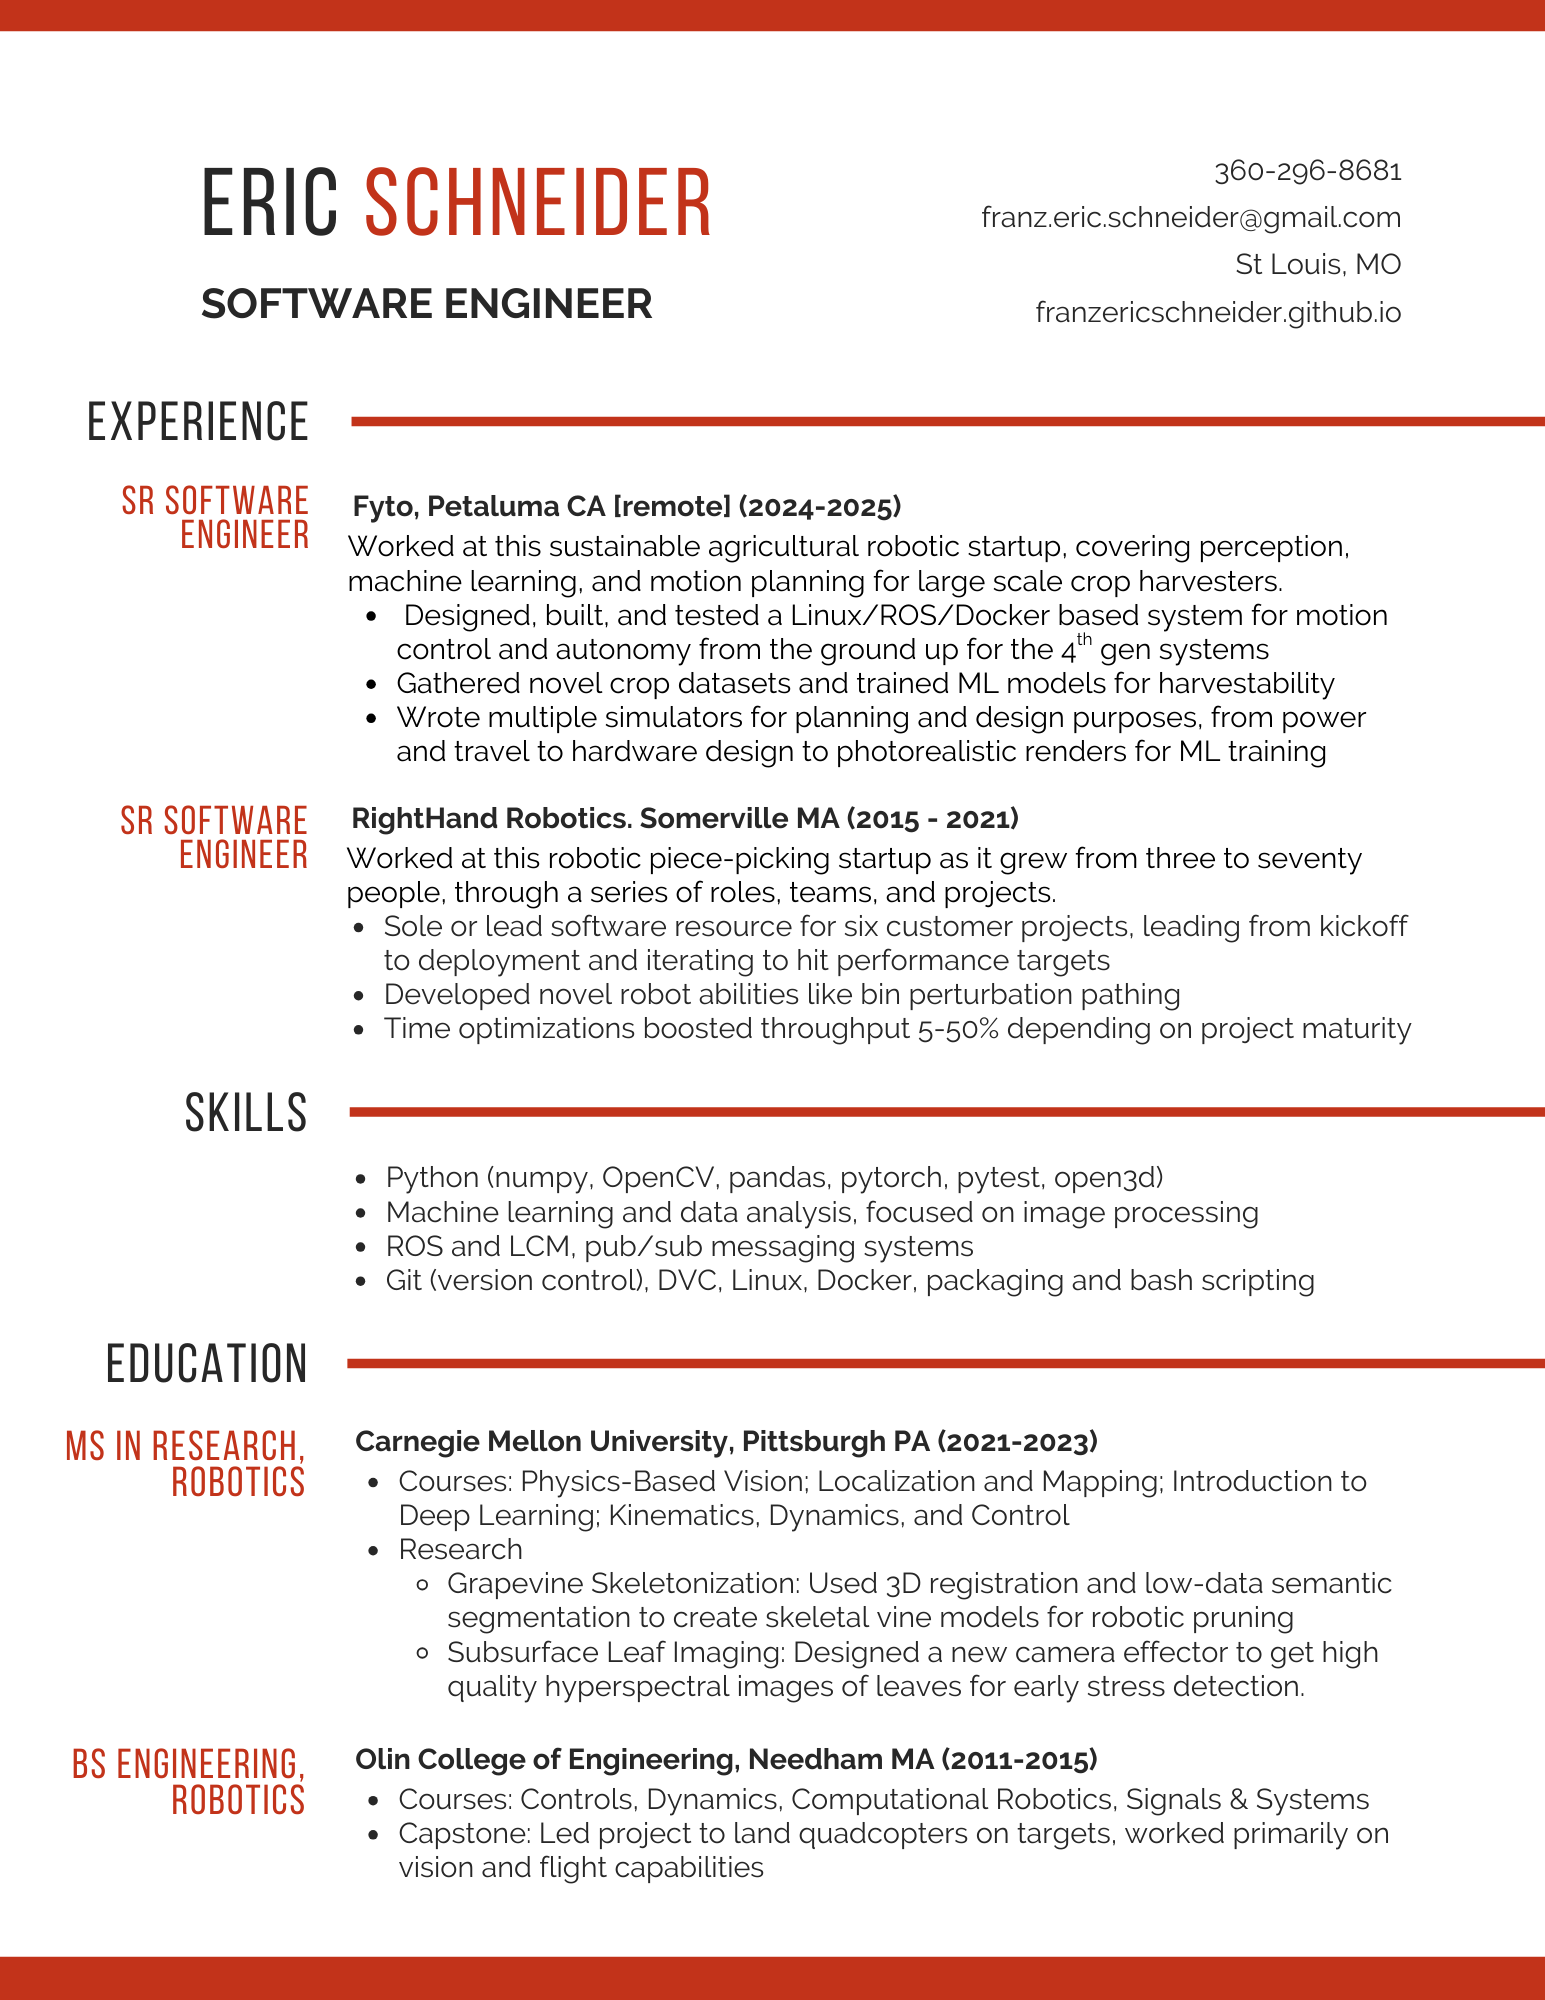 ERIC SCHNEIDER
SOFTWARE ENGINEER
360-296-8681
franz.eric.schneider@gmail.com
St Louis, MO
franzericschneider.github.io
EXPERIENCE
SR SOFTWARE
ENGINEER
Fyto, Petaluma CA [remote] (2024-2025)
Worked at this sustainable agricultural robotic startup, covering perception,
machine learning, and motion planning for large scale crop harvesters.
• Designed, built, and tested a Linux/ROS/Docker based system for motion
control and autonomy from the ground up for the 4th gen systems
• Gathered novel crop datasets and trained ML models for harvestability
• Wrote multiple simulators for planning and design purposes, from power
and travel to hardware design to photorealistic renders for ML training
SR SOFTWARE
ENGINEER
RightHand Robotics. Somerville MA (2015 - 2021)
Worked at this robotic piece-picking startup as it grew from three to seventy
people, through a series of roles, teams, and projects.
• Sole or lead software resource for six customer projects, leading from kickoff
to deployment and iterating to hit performance targets
• Developed novel robot abilities like bin perturbation pathing
• Time optimizations boosted throughput 5-50% depending on project maturity
SKILLS
• Python (numpy, OpenCV, pandas, pytorch, pytest, open3d)
• Machine learning and data analysis, focused on image processing
• ROS and LCM, pub/sub messaging systems
• Git (version control), DVC, Linux, Docker, packaging and bash scripting
EDUCATION
MS IN RESEARCH,
ROBOTICS
Carnegie Mellon University, Pittsburgh PA (2021-2023)
• Courses: Physics-Based Vision; Localization and Mapping; Introduction to
Deep Learning; Kinematics, Dynamics, and Control
• Research
◦ Grapevine Skeletonization: Used 3D registration and low-data semantic
segmentation to create skeletal vine models for robotic pruning
◦ Subsurface Leaf Imaging: Designed a new camera effector to get high
quality hyperspectral images of leaves for early stress detection.
BS ENGINEERING,
ROBOTICS
Olin College of Engineering, Needham MA (2011-2015)
• Courses: Controls, Dynamics, Computational Robotics, Signals & Systems
• Capstone: Led project to land quadcopters on targets, worked primarily on
vision and flight capabilities